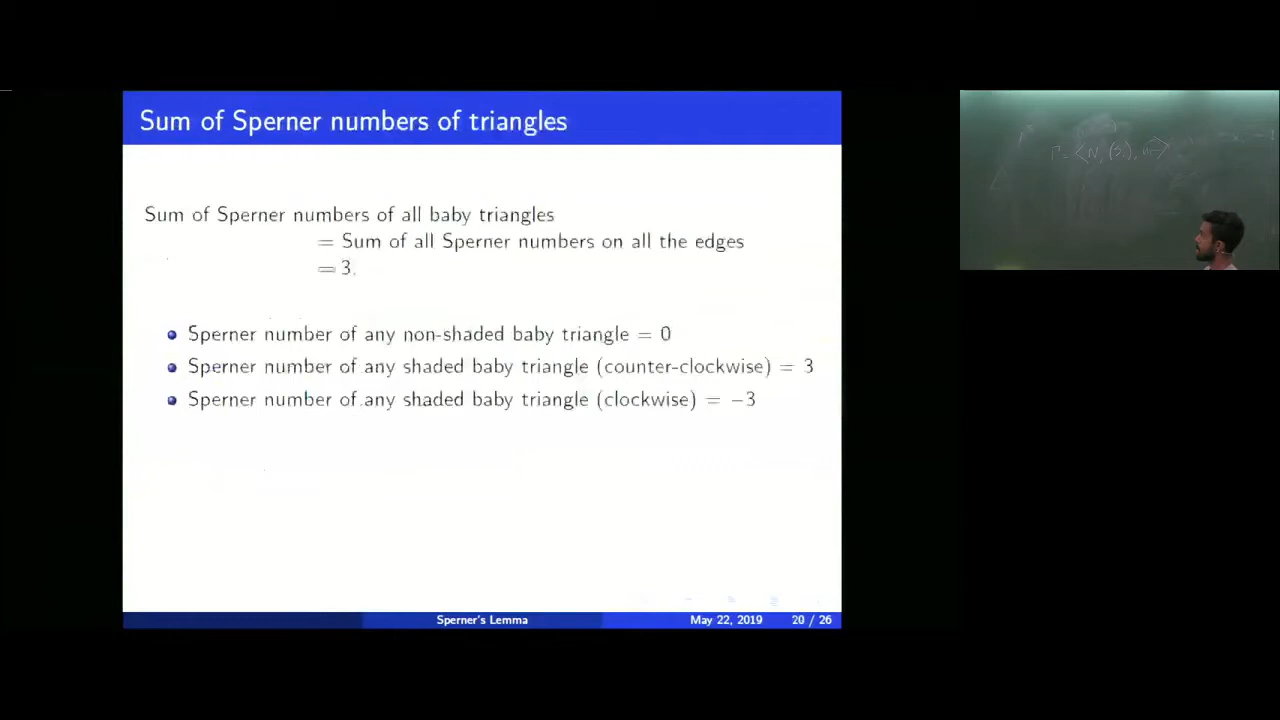 Sum of Sperner numbers of triangles
Sum of Sperner numbers of all baby triangles
= Sum of all Sperner numbers on all the edges
= 3.
Sperner number of any non-shaded baby triangle = 0
Sperner number of any shaded baby triangle (counter-clockwise) = 3
Sperner number of any shaded baby triangle (clockwise) = −3
Sperner's Lemma May 22, 2019 20 / 26